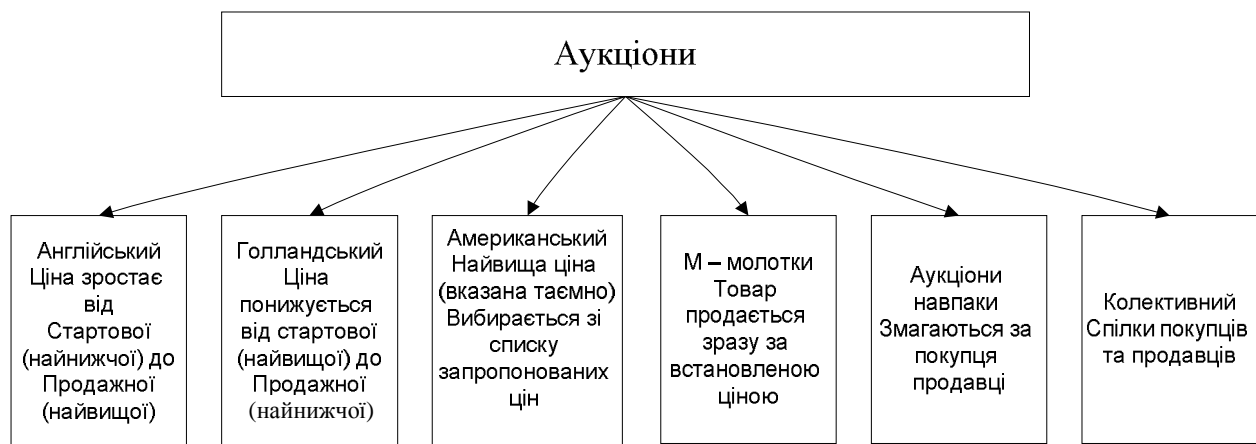 Аукціони
Англійський
Ціна зростає
від
Стартової
(найнижчої) до
Продажної
(найвищої)
Голландський
Ціна
понижується
від стартової
(найвищої) до
Продажної
(найнижчої)
Американський
Найвища ціна
(вказана таємно)
Вибирається зі
списку
запропонованих
цін
М – молотки
Товар
продається
зразу за
встановленою
ціною
Аукціони
навпаки
Змагаються за
покупця
продавці
Колективний
Спілки покупців
та продавців